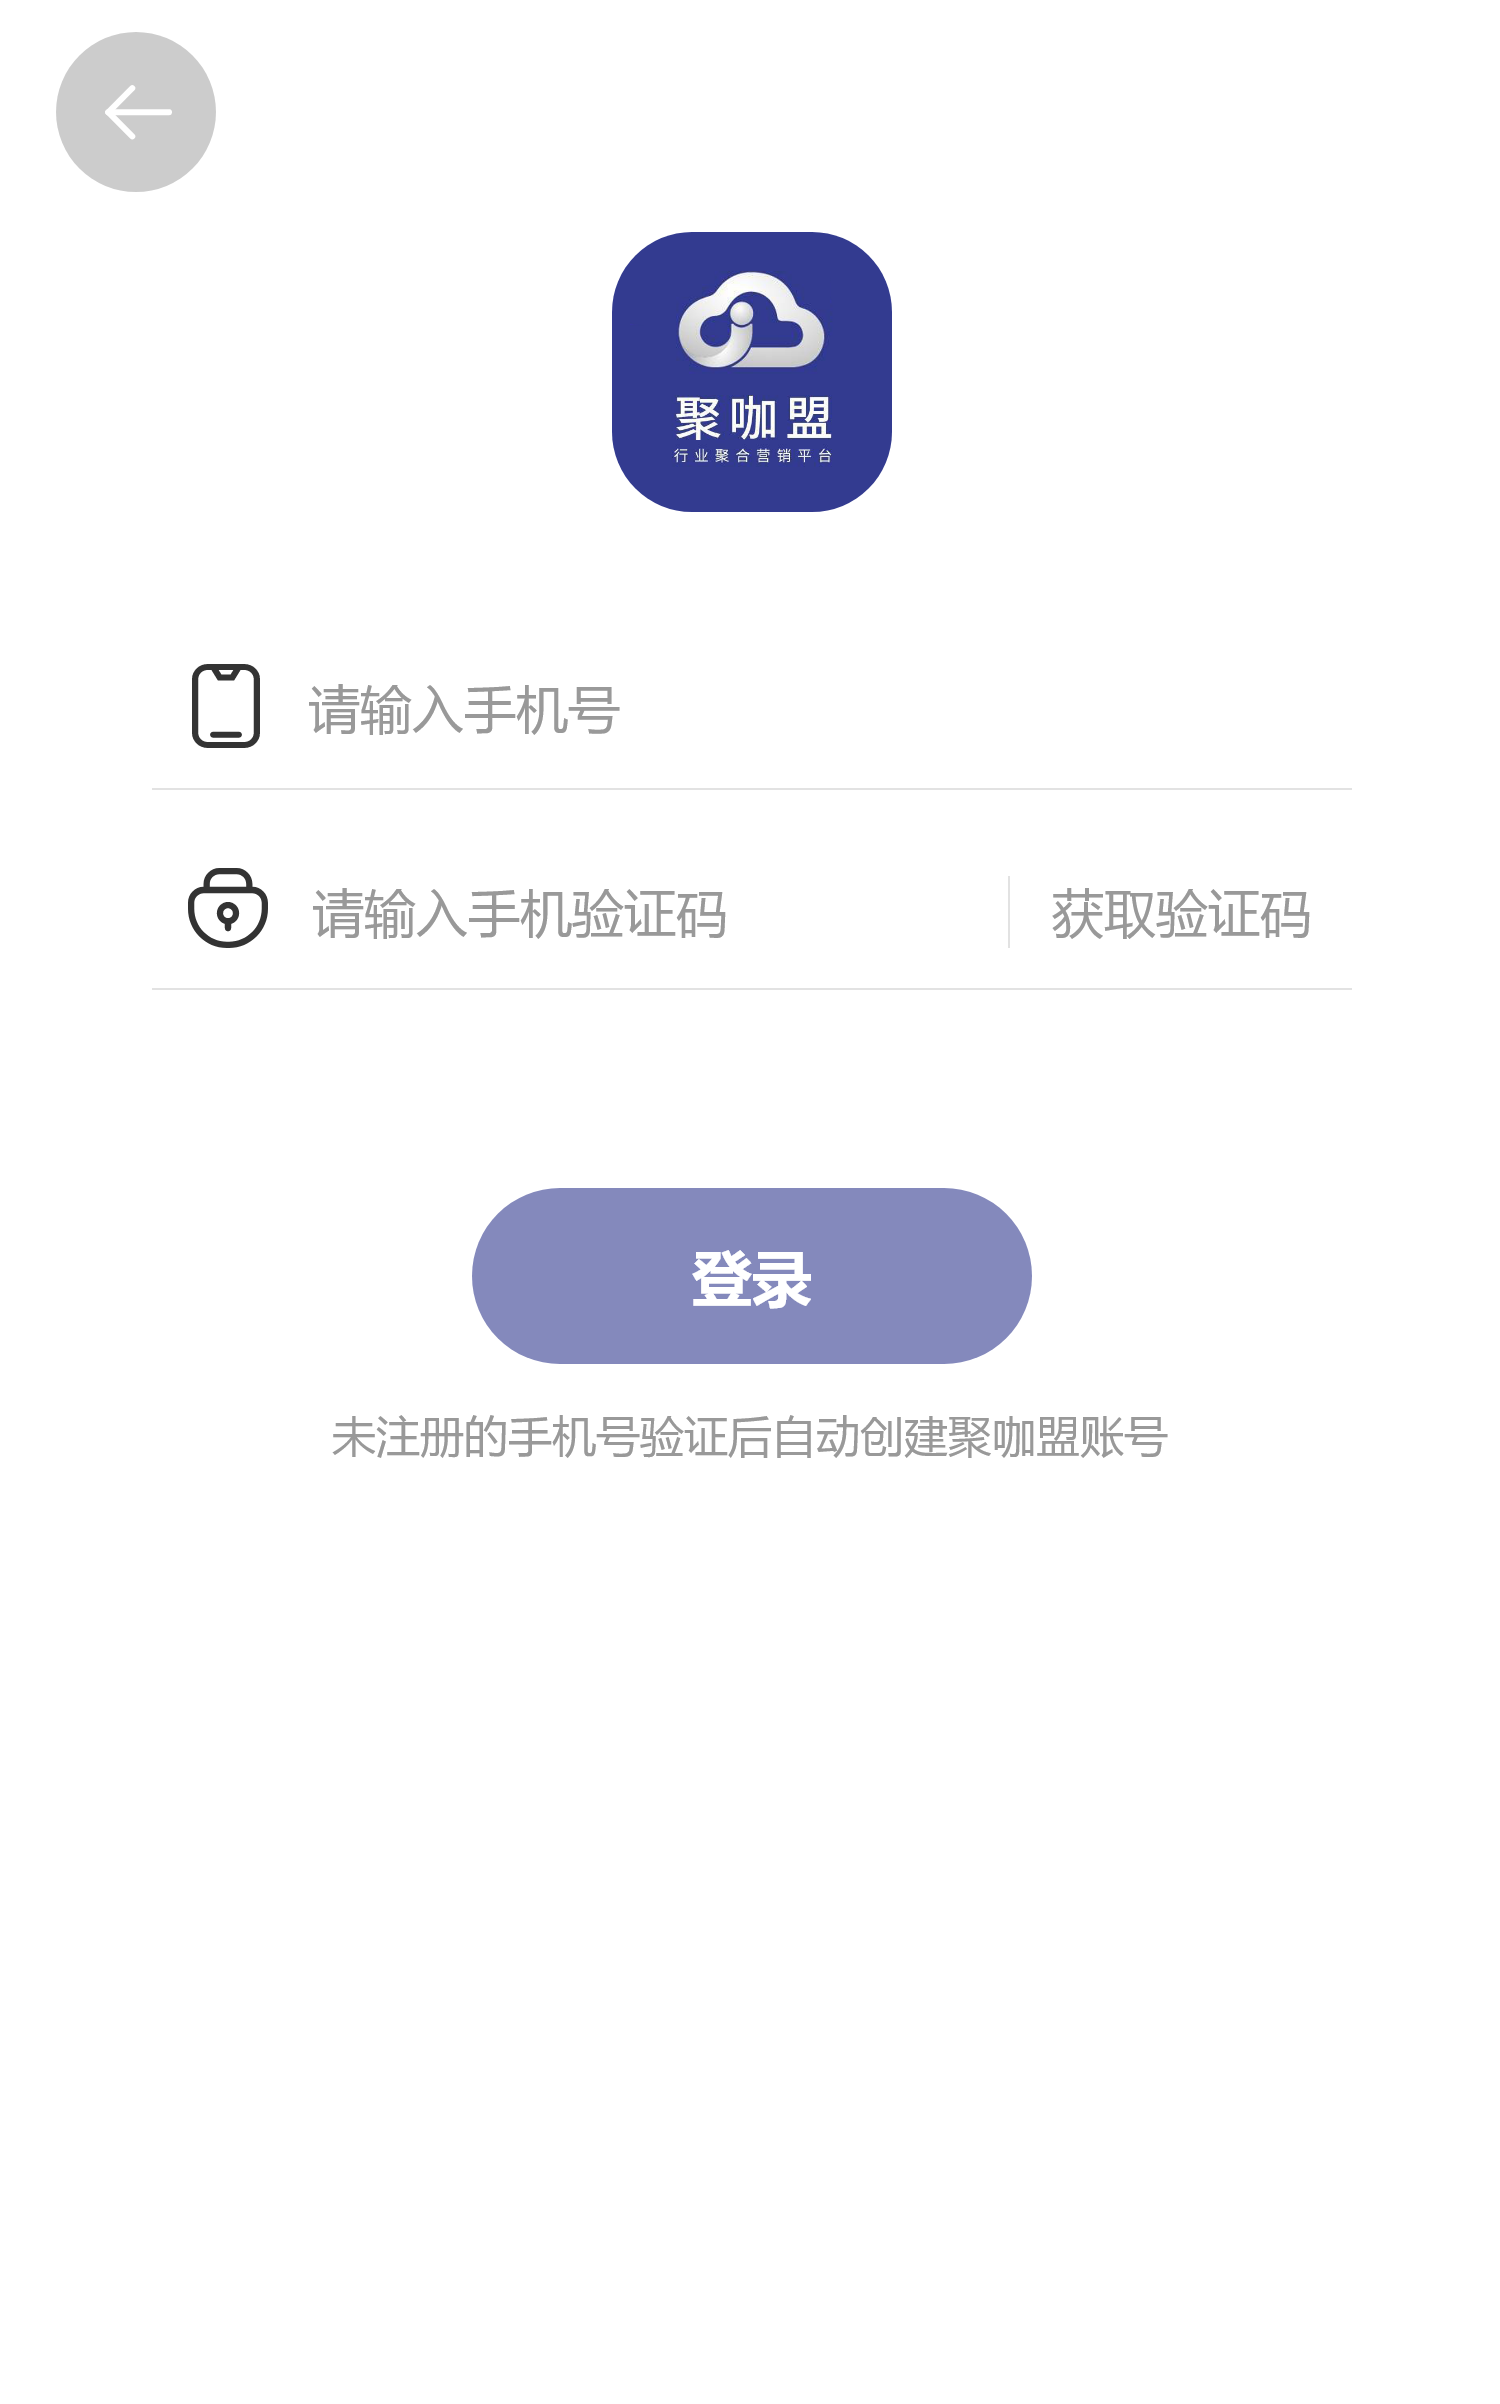 聚咖盟
行业聚合营销平台
请输入手机号
请输入手机验证码 获取验证码
登录
未注册的手机号验证后自动创建聚咖盟账号